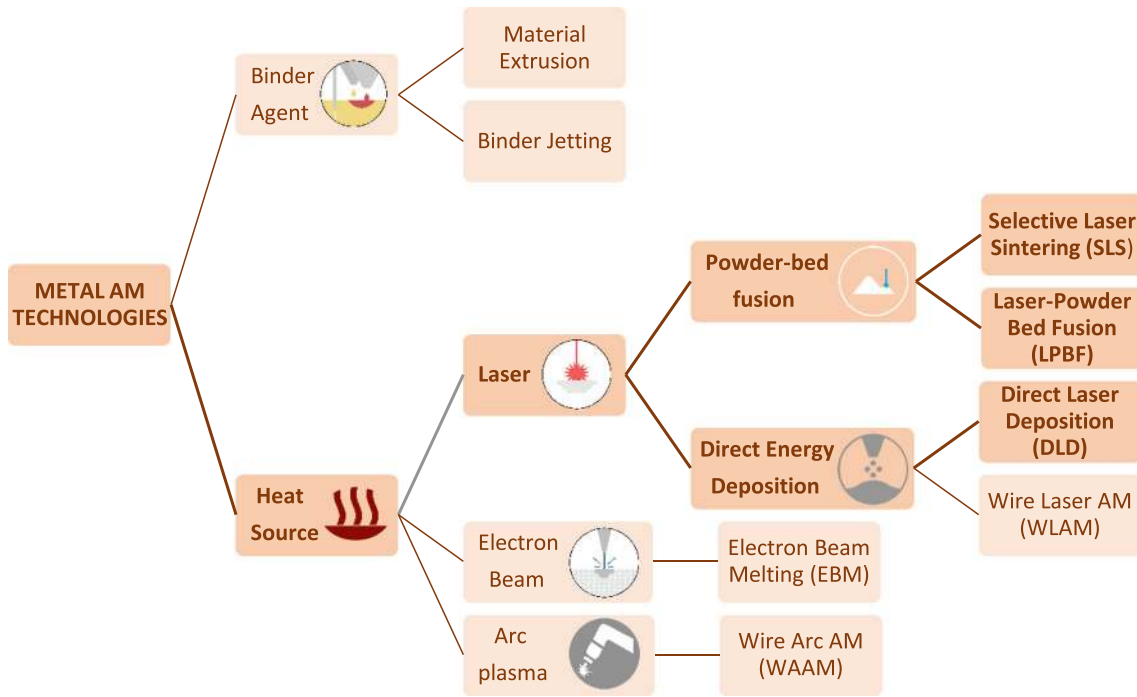 Material
Extrusion
Binder
Agent
Binder Jetting
Selective Laser
Sintering (SLS)
Powder-bed
fusion
METAL AM
TECHNOLOGIES
Laser-Powder
Bed Fusion
(LPBF)
Laser
Direct Laser
Deposition
(DLD)
Direct Energy
Deposition
Heat
Source
Wire Laser AM
(WLAM)
Electron
Beam
Electron Beam
Melting (EBM)
Arc
plasma
Wire Arc AM
(WAAM)